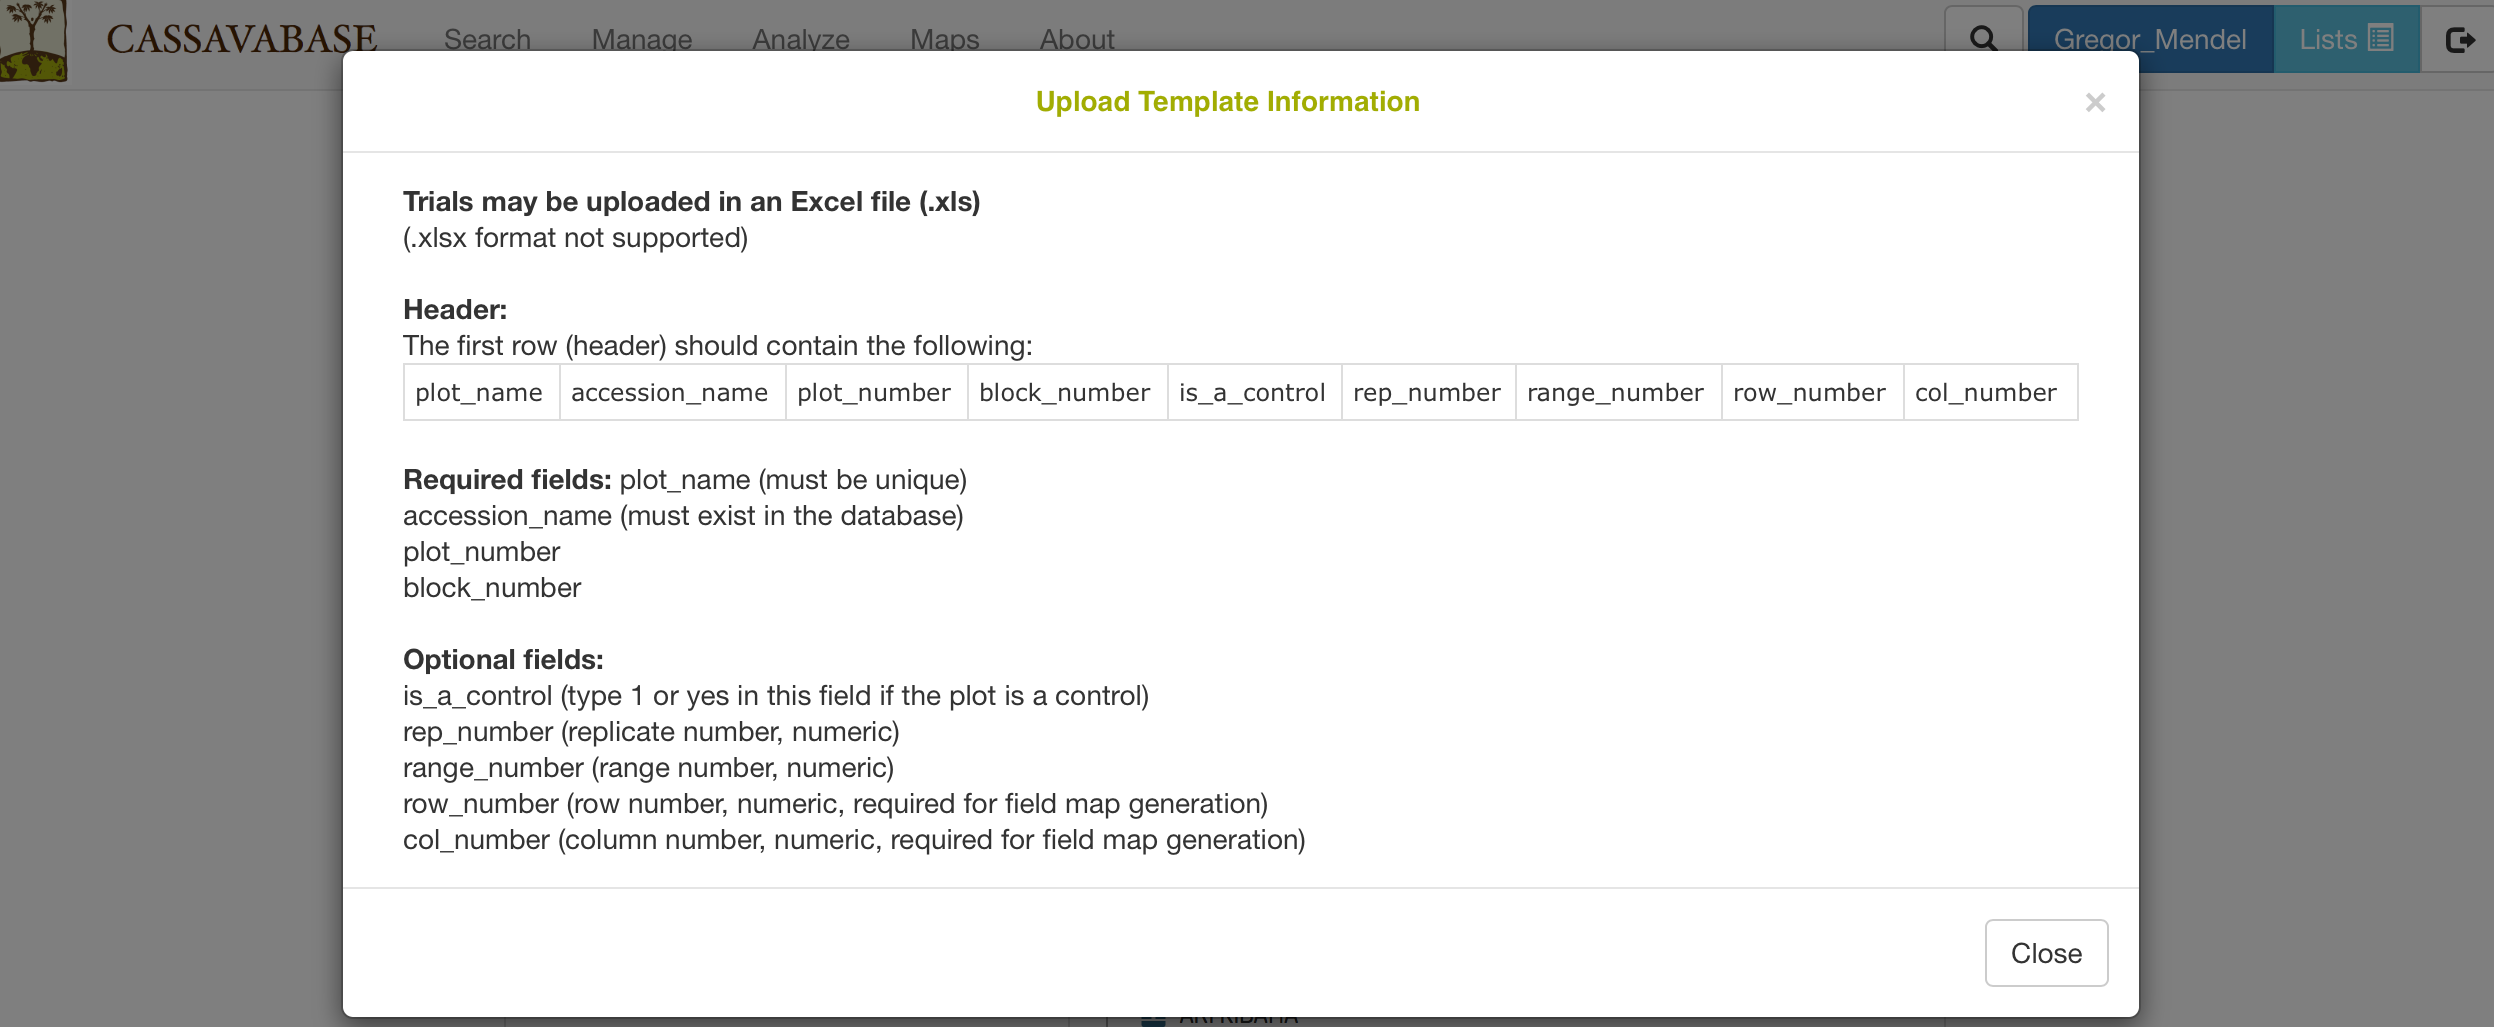 CASSAVABASE Search Manage Analyze Maps About Gregor_Mendel Lists
Upload Template Information ×
Trials may be uploaded in an Excel file (.xls)
(.xlsx format not supported)
Header:
The first row (header) should contain the following:
plot_name accession_name plot_number block_number is_a_control rep_number range_number row_number col_number
Required fields: plot_name (must be unique)
accession_name (must exist in the database)
plot_number
block_number
Optional fields:
is_a_control (type 1 or yes in this field if the plot is a control)
rep_number (replicate number, numeric)
range_number (range number, numeric)
row_number (row number, numeric, required for field map generation)
col_number (column number, numeric, required for field map generation)
Close